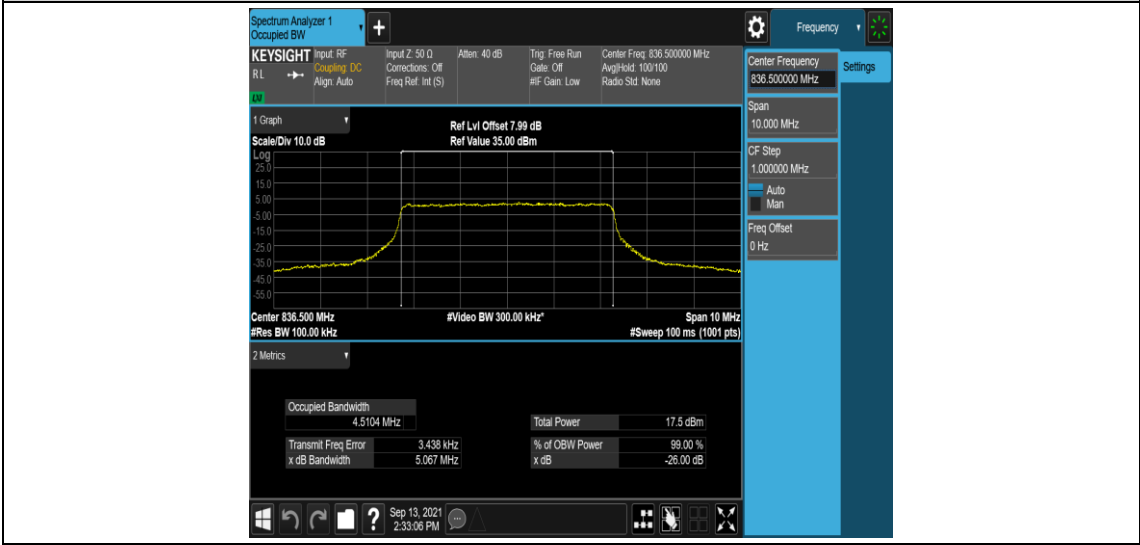 Spectrum Analyzer 1
Occupied BW
+
Frequency
KEYSIGHT
R L
LM
Input: RF
Coupling: DC
Align: Auto
Input Z: 50 Ω
Corrections: Off
Freq Ref: Int (S)
Atten: 40 dB
Trig: Free Run
Gate: Off
#IF Gain: Low
Center Freq: 836.500000 MHz
Avg|Hold: 100/100
Radio Std: None
Center Frequency
836.500000 MHz
Settings
Span
10.000 MHz
CF Step
1.000000 MHz
Auto
Man
Freq Offset
0 Hz
1 Graph
Scale/Div 10.0 dB
Ref Lvl Offset 7.99 dB
Ref Value 35.00 dBm
Log
25.0
15.0
5.00
-5.00
-15.0
-25.0
-35.0
-45.0
-55.0
Center 836.500 MHz
#Video BW 300.00 kHz*
Span 10 MHz
#Res BW 100.00 kHz
#Sweep 100 ms (1001 pts)
2 Metrics
Occupied Bandwidth
4.5104 MHz
Total Power 17.5 dBm
Transmit Freq Error 3.438 kHz
% of OBW Power 99.00 %
x dB Bandwidth 5.067 MHz
x dB -26.00 dB
?
Sep 13, 2021
2:33:06 PM